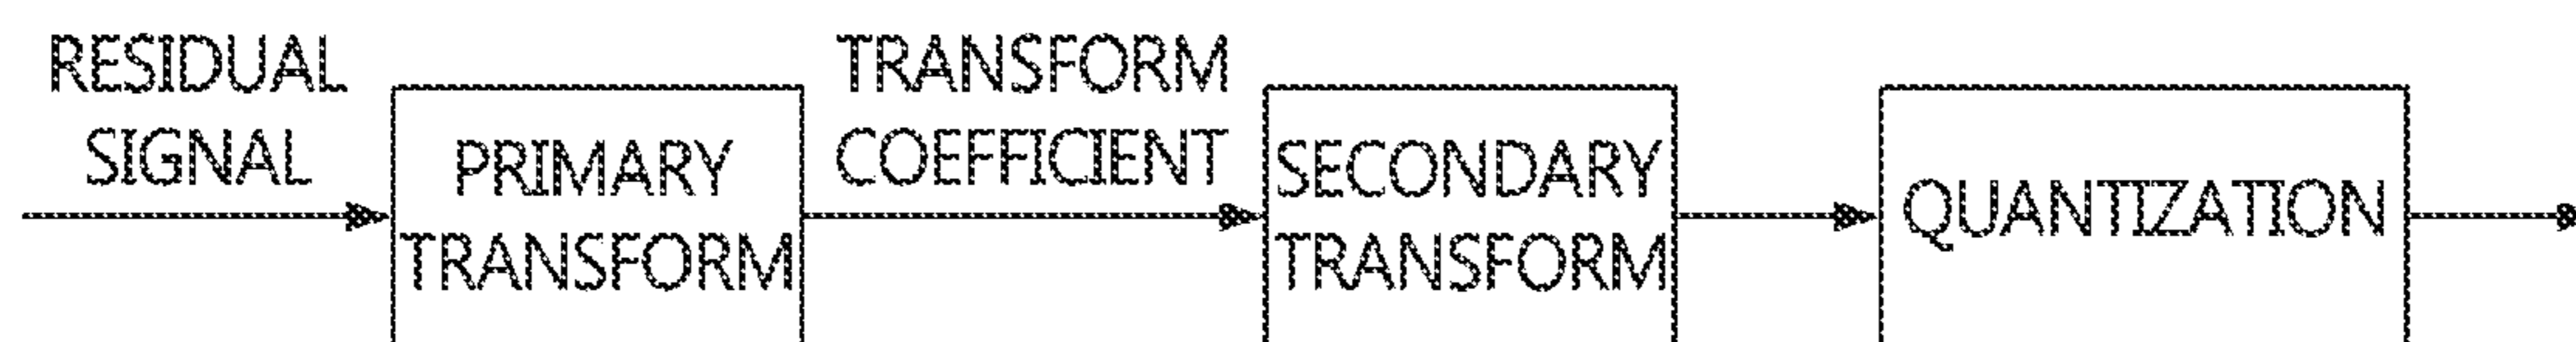 RESIDUAL
SIGNAL
PRIMARY
TRANSFORM
TRANSFORM
COEFFICIENT
SECONDARY
TRANSFORM
QUANTIZATION